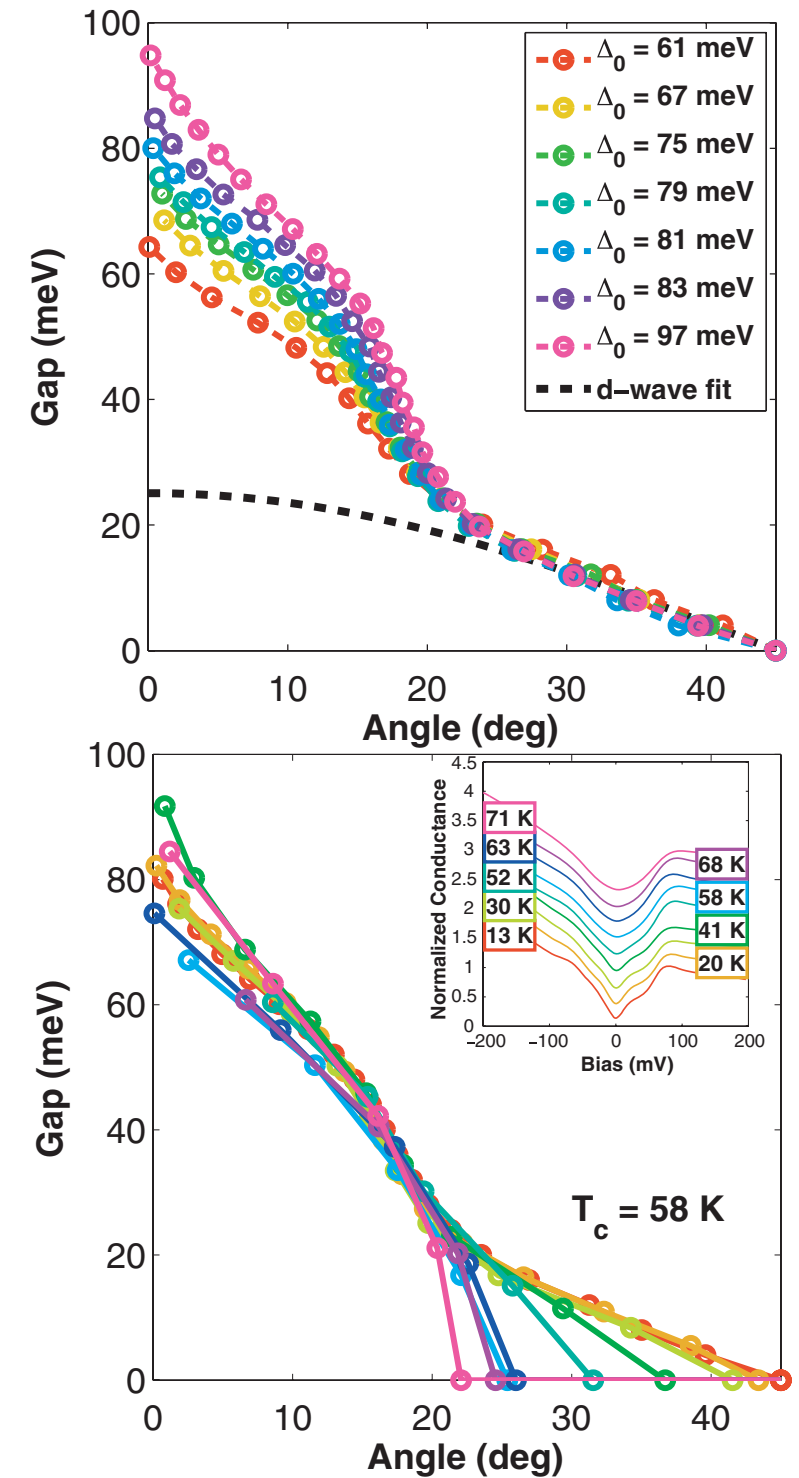 100
80
60
40
20
0
Gap (meV)
Δ0 = 61 meV
Δ0 = 67 meV
Δ0 = 75 meV
Δ0 = 79 meV
Δ0 = 81 meV
Δ0 = 83 meV
Δ0 = 97 meV
d-wave fit
0 10 20 30 40
Angle (deg)
100
80
60
40
20
0
Gap (meV)
4.5
4
3.5
3
2.5
2
1.5
1
0.5
0
Normalized Conductance
71 K
63 K
68 K
52 K
58 K
30 K
41 K
13 K
20 K
−200 −100 0 100 200
Bias (mV)
Tc = 58 K
0 10 20 30 40
Angle (deg)